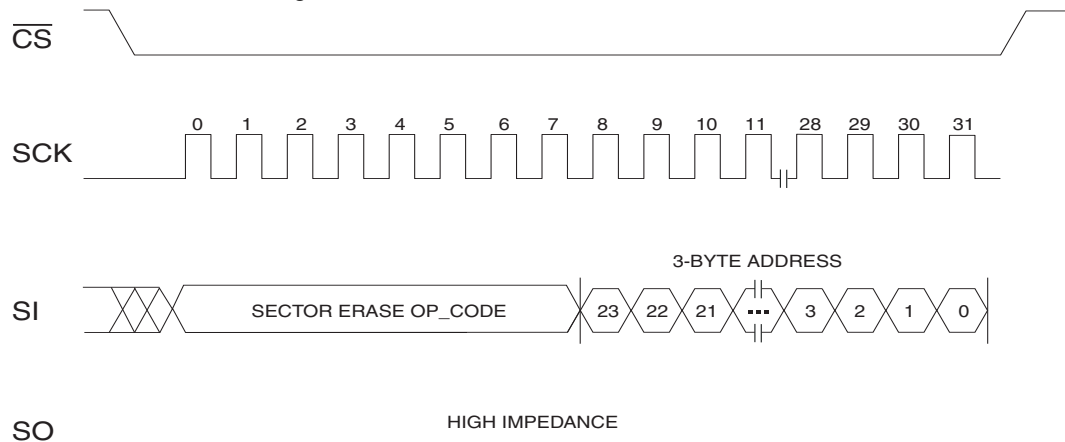 CS
SCK
0 1 2 3 4 5 6 7 8 9 10 11 28 29 30 31
3-BYTE ADDRESS
SI
SECTOR ERASE OP_CODE
23 22 21 ... 3 2 1 0
HIGH IMPEDANCE
SO